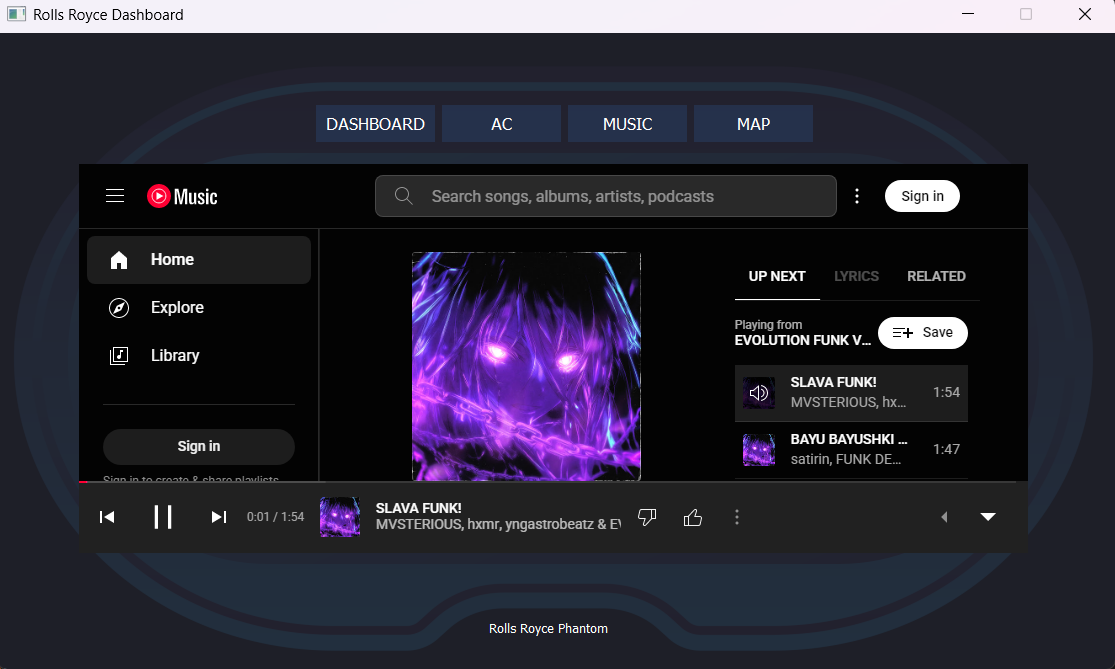 Rolls Royce Dashboard
DASHBOARD
AC
MUSIC
MAP
Music
Search songs, albums, artists, podcasts
Sign in
Home
Explore
Library
Sign in
Sign in to create & share playlists
UP NEXT
LYRICS
RELATED
Playing from
EVOLUTION FUNK V...
Save
SLAVA FUNK!
MVSTERIOUS, hx...
1:54
BAYU BAYUSHKI ...
satirin, FUNK DE...
1:47
0:01 / 1:54
SLAVA FUNK!
MVSTERIOUS, hxmr, yngastrobeatz & EV
Rolls Royce Phantom